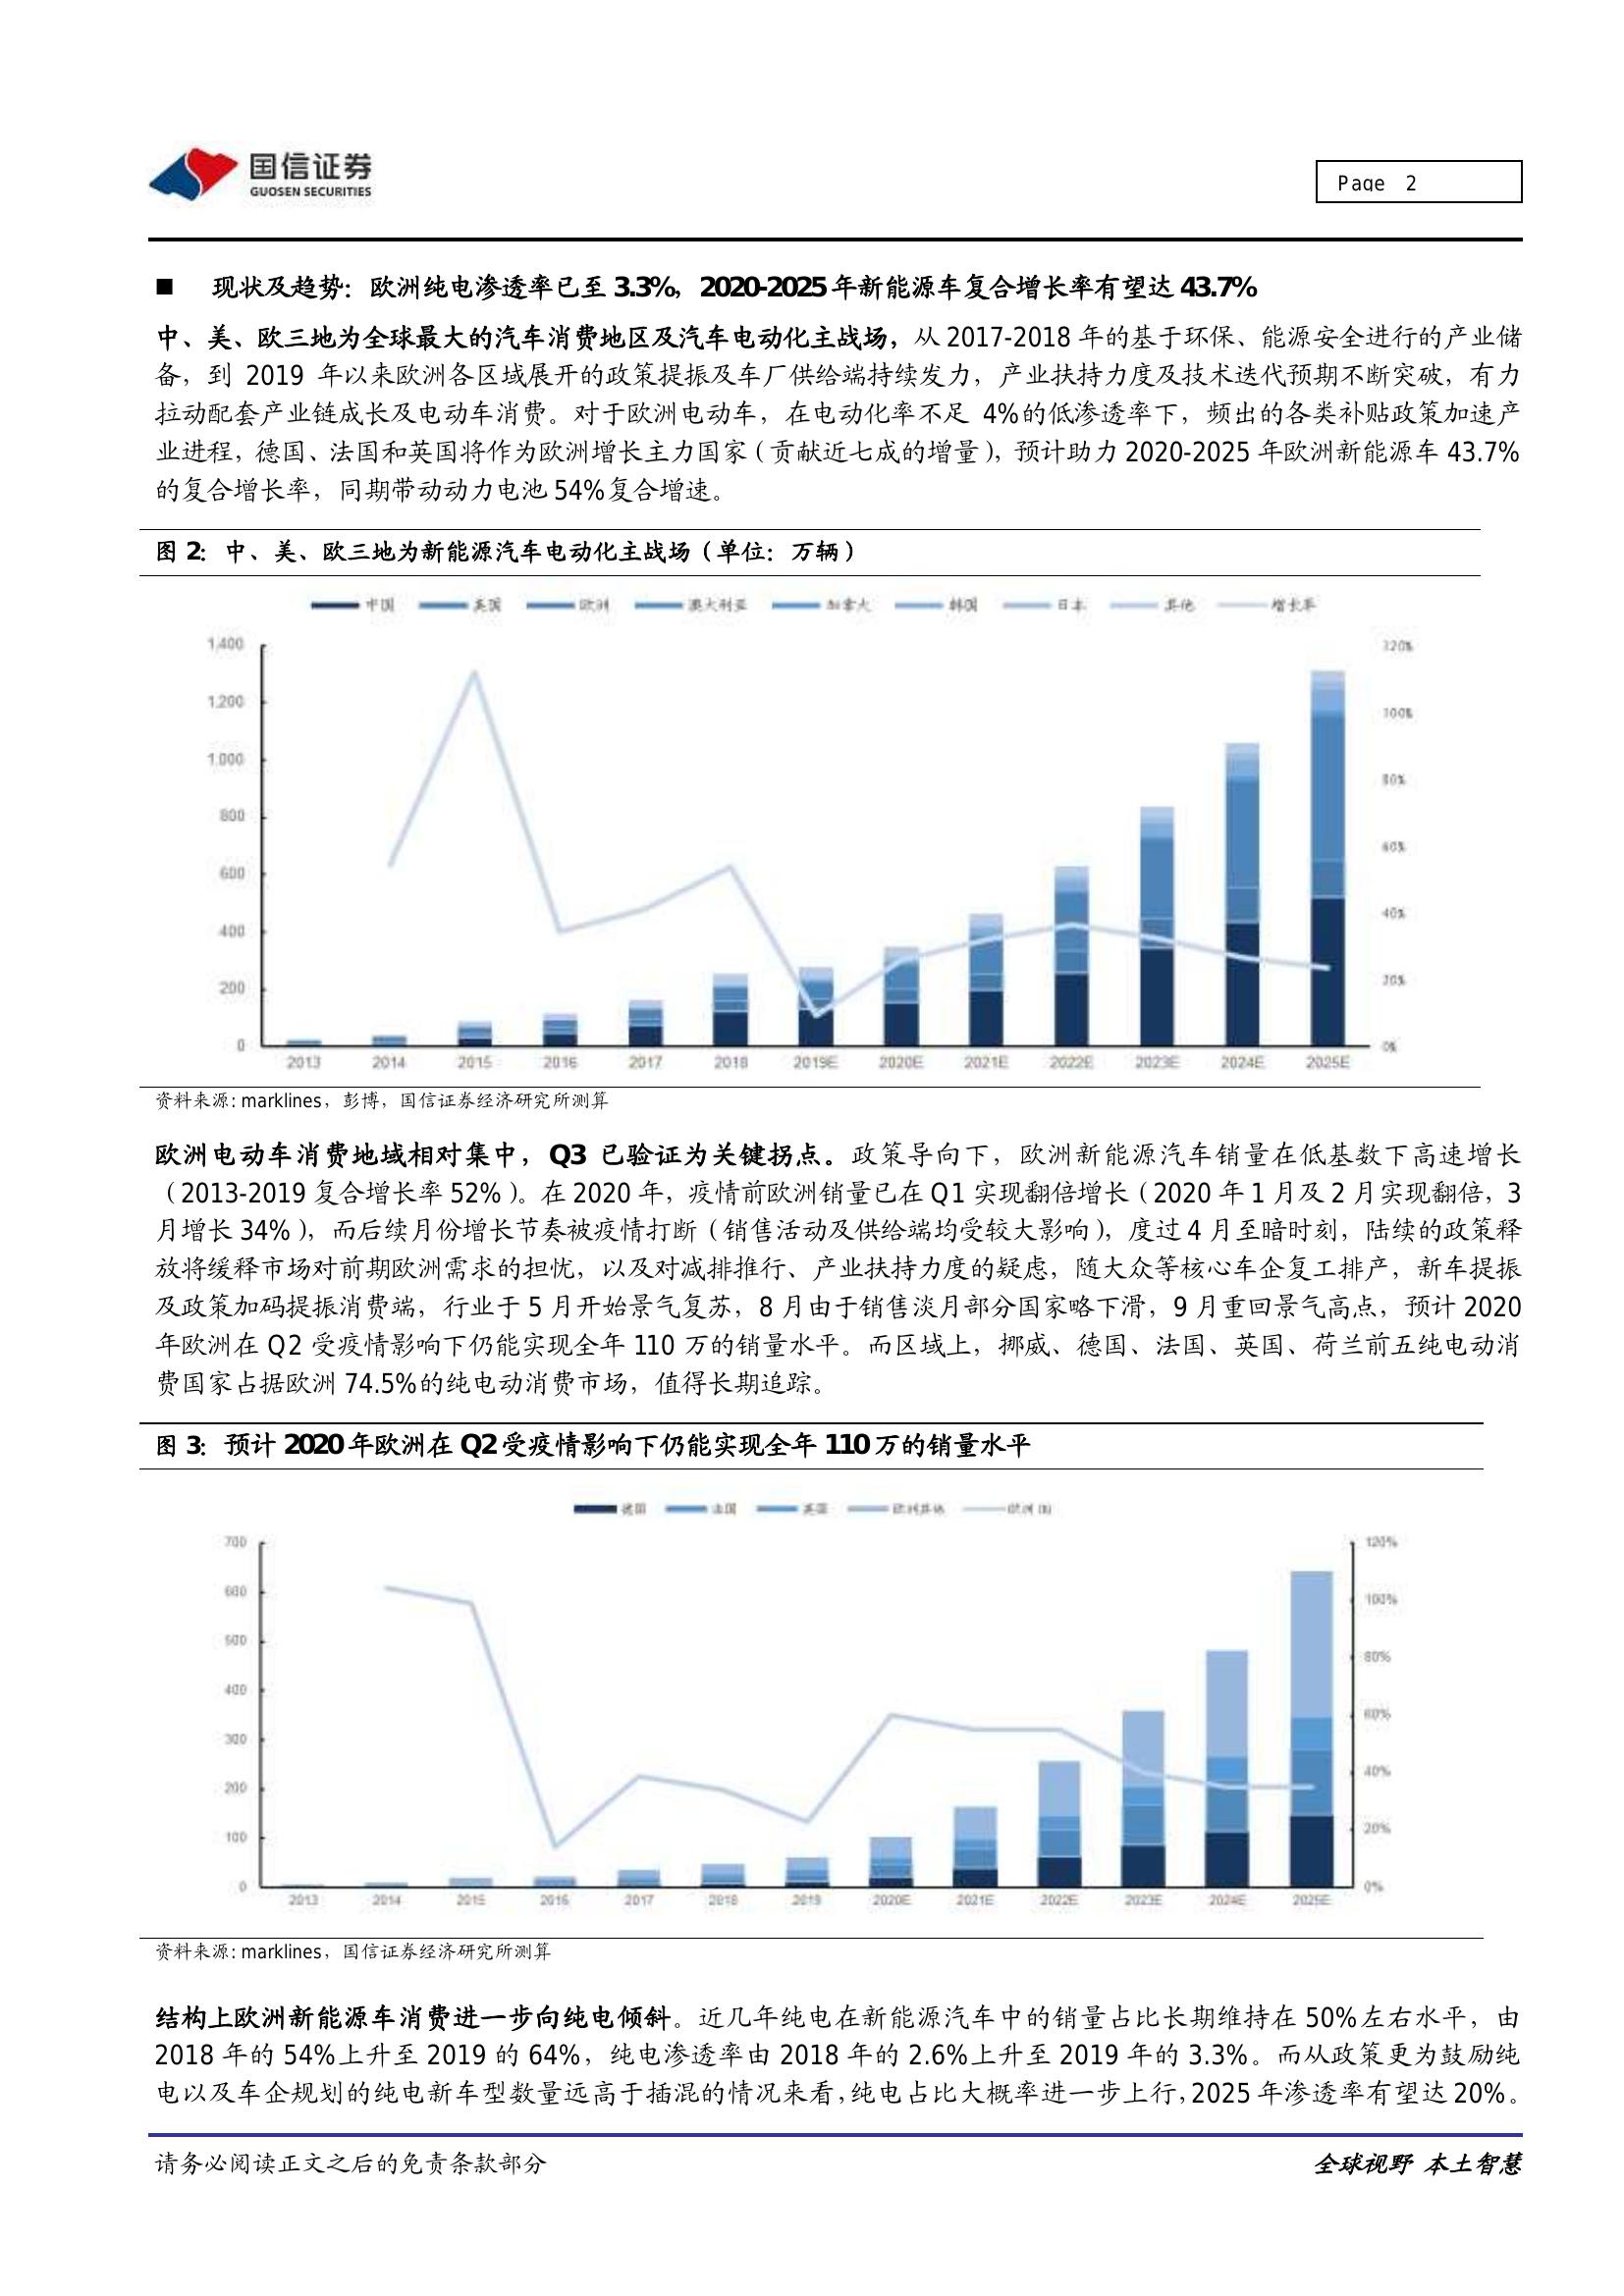 国信证券
GUOSEN SECURITIES
Page 2
■ 现状及趋势：欧洲纯电渗透率已至 3.3%，2020-2025 年新能源车复合增长率有望达 43.7%
中、美、欧三地为全球最大的汽车消费地区及汽车电动化主战场，从 2017-2018 年的基于环保、能源安全进行的产业储
备，到 2019 年以来欧洲各区域展开的政策提振及车厂供给端持续发力，产业扶持力度及技术迭代预期不断突破，有力
拉动配套产业链成长及电动车消费。对于欧洲电动车，在电动化率不足 4%的低渗透率下，频出的各类补贴政策加速产
业进程，德国、法国和英国将作为欧洲增长主力国家（贡献近七成的增量），预计助力 2020-2025 年欧洲新能源车 43.7%
的复合增长率，同期带动动力电池 54%复合增速。
图 2：中、美、欧三地为新能源汽车电动化主战场（单位：万辆）
中国 美国 欧洲 澳大利亚 加拿大 韩国 日本 其他 增长率
1,400 120%
1,200 100%
1,000 80%
800 60%
600 40%
400 20%
200 0%
0
2013 2014 2015 2016 2017 2018 2019E 2020E 2021E 2022E 2023E 2024E 2025E
资料来源：marklines，彭博，国信证券经济研究所测算
欧洲电动车消费地域相对集中，Q3 已验证为关键拐点。政策导向下，欧洲新能源汽车销量在低基数下高速增长
（2013-2019 复合增长率 52%）。在 2020 年，疫情前欧洲销量已在 Q1 实现翻倍增长（2020 年 1 月及 2 月实现翻倍，3
月增长 34%），而后续月份增长节奏被疫情打断（销售活动及供给端均受较大影响），度过 4 月至暗时刻，陆续的政策释
放将缓释市场对前期欧洲需求的担忧，以及对减排推行、产业扶持力度的疑虑，随大众等核心车企复工排产，新车提振
及政策加码提振消费端，行业于 5 月开始景气复苏，8 月由于销售淡月部分国家略下滑，9 月重回景气高点，预计 2020
年欧洲在 Q2 受疫情影响下仍能实现全年 110 万的销量水平。而区域上，挪威、德国、法国、英国、荷兰前五纯电动消
费国家占据欧洲 74.5%的纯电动消费市场，值得长期追踪。
图 3：预计 2020 年欧洲在 Q2 受疫情影响下仍能实现全年 110 万的销量水平
德国 法国 英国 欧洲其他 欧洲
700 120%
600 100%
500 80%
400 60%
300 40%
200 20%
100 0%
0
2013 2014 2015 2016 2017 2018 2019 2020E 2021E 2022E 2023E 2024E 2025E
资料来源：marklines，国信证券经济研究所测算
结构上欧洲新能源车消费进一步向纯电倾斜。近几年纯电在新能源汽车中的销量占比长期维持在 50%左右水平，由
2018 年的 54%上升至 2019 的 64%，纯电渗透率由 2018 年的 2.6%上升至 2019 年的 3.3%。而从政策更为鼓励纯
电以及车企规划的纯电新车型数量远高于插混的情况来看，纯电占比大概率进一步上行，2025 年渗透率有望达 20%。
请务必阅读正文之后的免责条款部分
全球视野 本土智慧